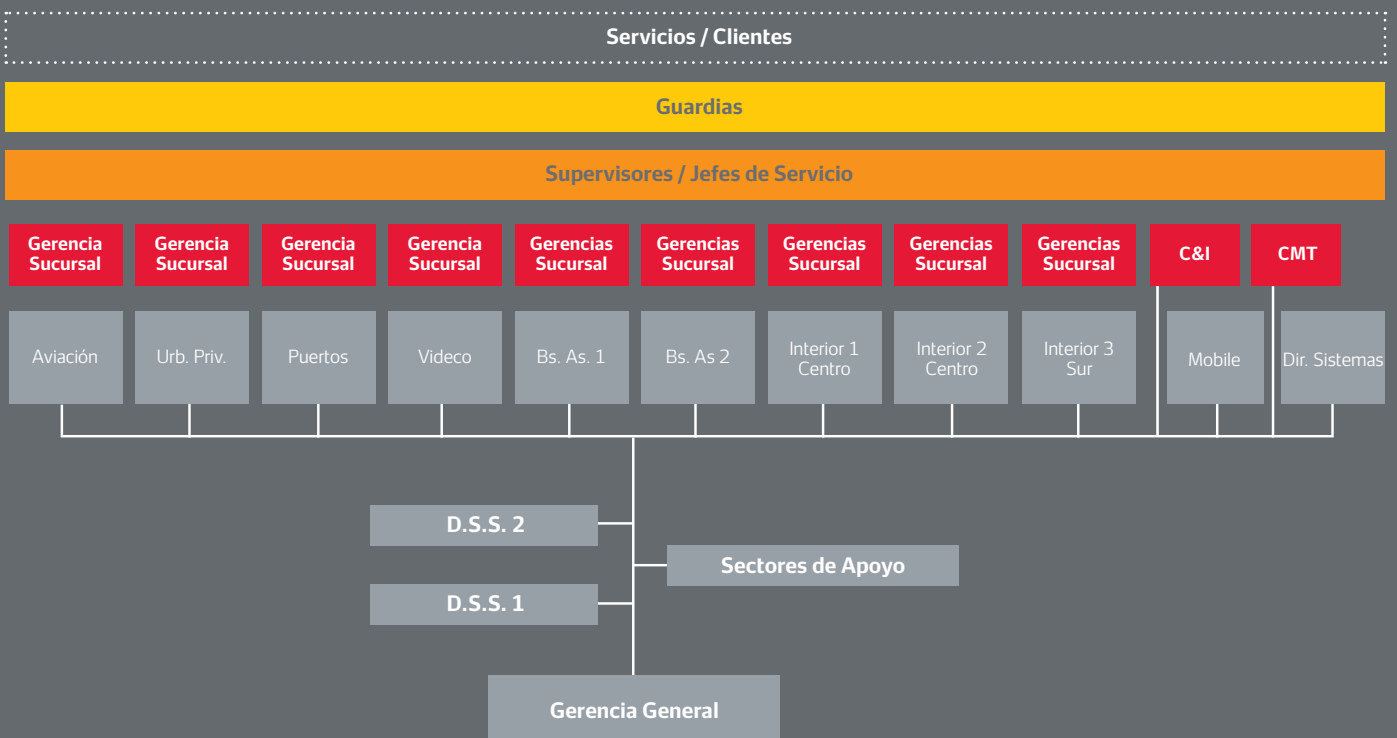 Servicios / Clientes
Guardias
Supervisores / Jefes de Servicio
Gerencia
Sucursal
Gerencia
Sucursal
Gerencia
Sucursal
Gerencia
Sucursal
Gerencias
Sucursal
Gerencias
Sucursal
Gerencias
Sucursal
Gerencias
Sucursal
Gerencias
Sucursal
C&I
CMT
Aviación
Urb. Priv.
Puertos
Videco
Bs. As. 1
Bs. As 2
Interior 1
Centro
Interior 2
Centro
Interior 3
Sur
Mobile
Dir. Sistemas
D.S.S. 2
Sectores de Apoyo
D.S.S. 1
Gerencia General